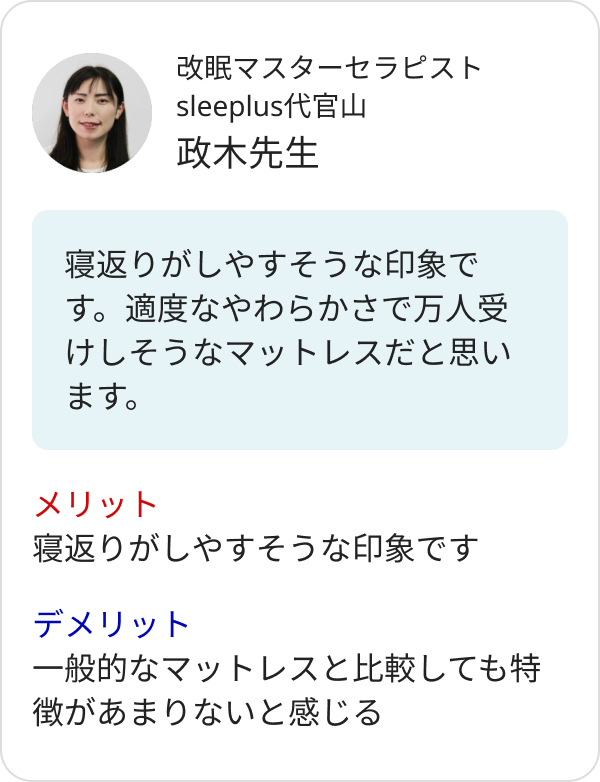 改眠マスターセラピスト
sleeplus代官山
政木先生
寝返りがしやすそうな印象で
す。適度なやわらかさで万人受
けしそうなマットレスだと思い
ます。
メリット
寝返りがしやすそうな印象です
デメリット
一般的なマットレスと比較しても特
徴があまりないと感じる